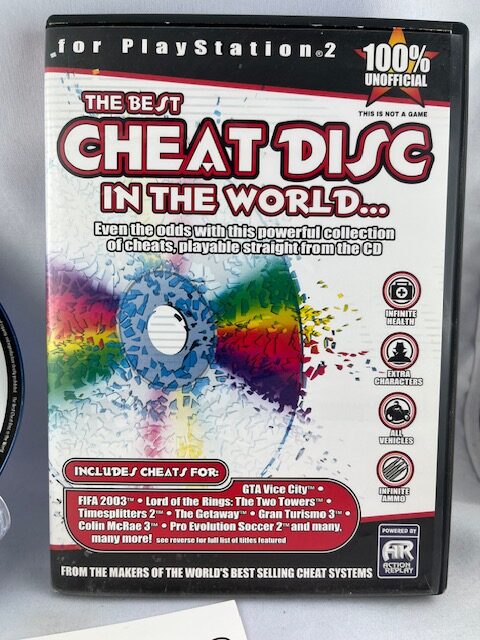 for PlayStation®2
100%
UNOFFICIAL
THIS IS NOT A GAME
THE BEST
CHEAT DISC
IN THE WORLD...
Even the odds with this powerful collection
of cheats, playable straight from the CD
INFINITE
HEALTH
EXTRA
CHARACTERS
ALL
VEHICLES
INFINITE
AMMO
INCLUDES CHEATS FOR:
GTA Vice City™ •
FIFA 2003™ • Lord of the Rings: The Two Towers™ •
Timesplitters 2™ • The Getaway™ • Gran Turismo 3™ •
Colin McRae 3™ • Pro Evolution Soccer 2™ and many,
many more! see reverse for full list of titles featured
POWERED BY
AR
ACTION
REPLAY
FROM THE MAKERS OF THE WORLD'S BEST SELLING CHEAT SYSTEMS